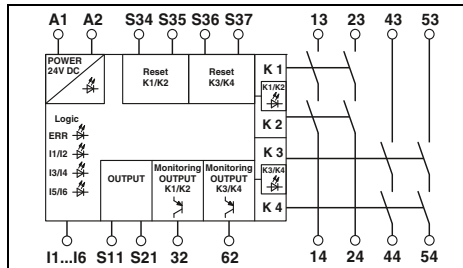 A1 A2 S34 S35 S36 S37 13 23 43 53
POWER
24V DC
Reset
K1/K2
Reset
K3/K4
K 1
K1/K2
K 2
Logic
ERR
I1/I2
I3/I4
I5/I6
K 3
K3/K4
K 4
OUTPUT
Monitoring
OUTPUT
K1/K2
Monitoring
OUTPUT
K3/K4
I1...I6 S11 S21 32 62 14 24 44 54